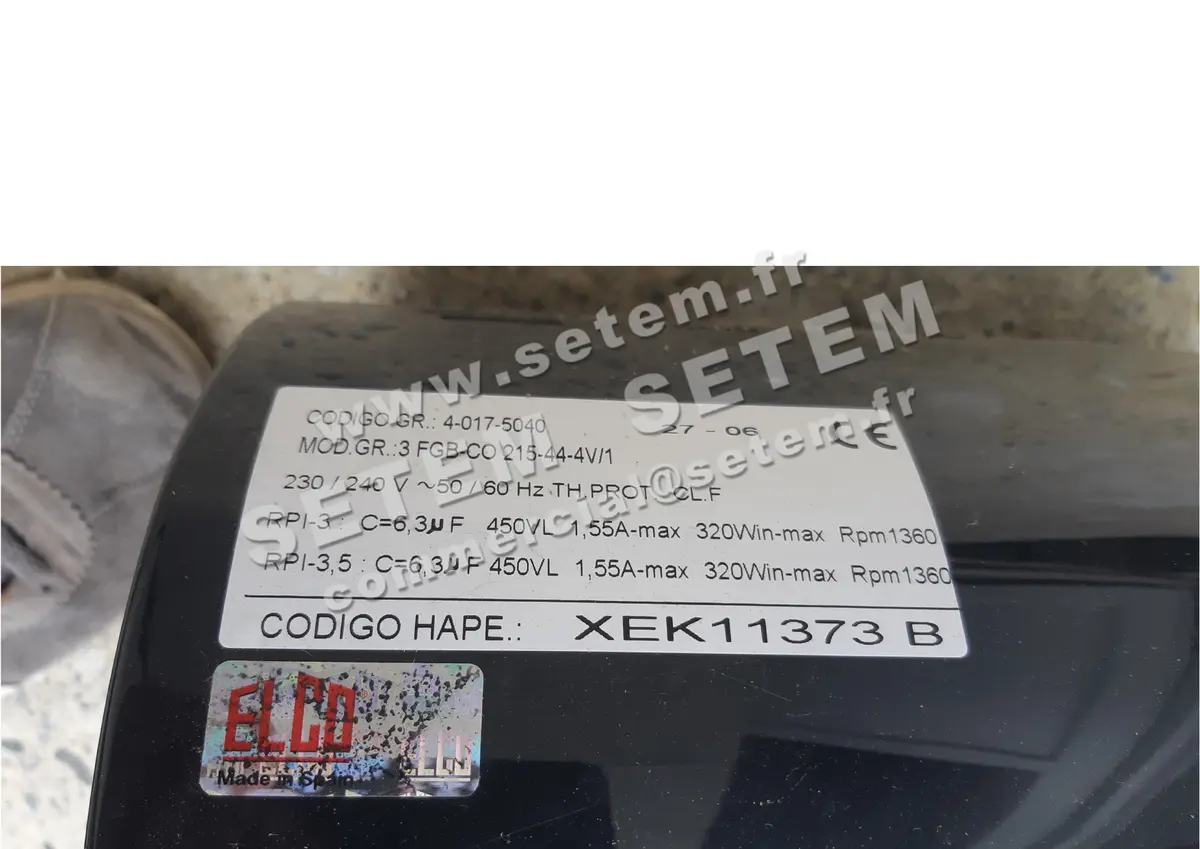 www.setem.fr
SETEM SETEM
commercial@setem.fr
CODIGO.GR.: 4-017-5040 27-06 CE
MOD.GR.:3 FGB-CO 215-44-4V/1
230 / 240 V ~50 / 60 Hz TH.PROT. CL.F
RPI-3 : C=6,3µF 450VL 1,55A-max 320Win-max Rpm1360
RPI-3,5 : C=6,3µF 450VL 1,55A-max 320Win-max Rpm1360
CODIGO HAPE.: XEK11373 B
ELCO
Made in Spain